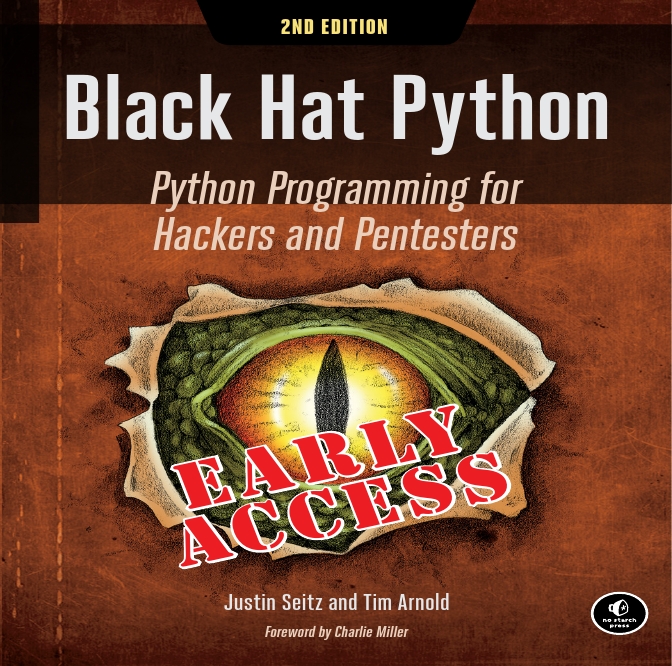 2ND EDITION
Black Hat Python
Python Programming for
Hackers and Pentesters
EARLY
ACCESS
Justin Seitz and Tim Arnold
Foreword by Charlie Miller
no starch
press